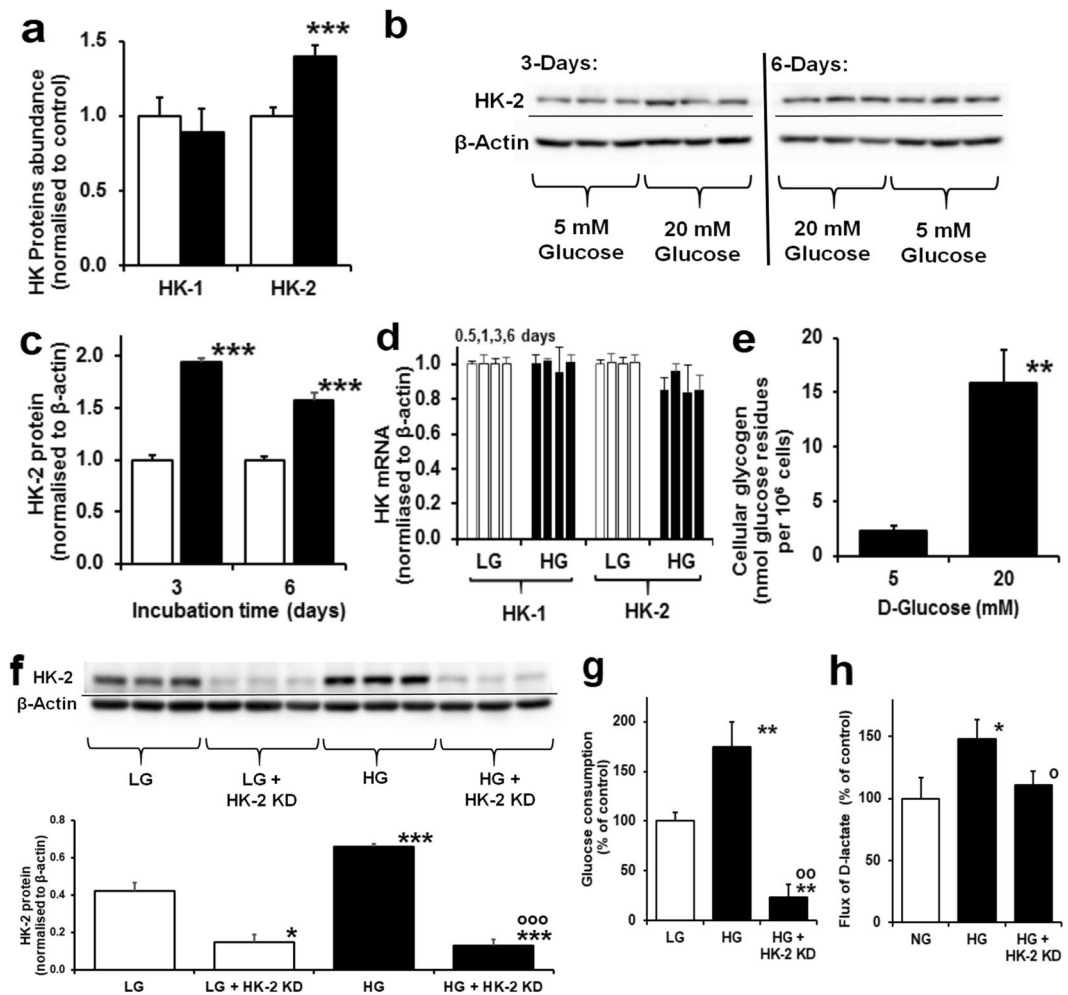 a
HK Proteins abundance
(normalised to control)
1.5
1.0
0.5
0.0
***
HK-1
HK-2
b
3-Days:
6-Days:
HK-2
β-Actin
5 mM
Glucose
20 mM
Glucose
20 mM
Glucose
5 mM
Glucose
c
HK-2 protein
(normalised to β-actin)
2.0
1.5
1.0
0.5
0.0
***
***
3
6
Incubation time (days)
d
0.5,1,3,6 days
HK mRNA
(normliased to β-actin)
1.0
0.8
0.6
0.4
0.2
0.0
LG
HG
LG
HG
HK-1
HK-2
e
Cellular glycogen
(nmol glucose residues
per 10⁶ cells)
20
15
10
5
0
**
5
20
D-Glucose (mM)
f
HK-2
β-Actin
LG
LG +
HK-2 KD
HG
HG +
HK-2 KD
HK-2 protein
(normalised to β-actin)
0.6
0.4
0.2
0.0
*
***
ooo
***
LG
LG + HK-2 KD
HG
HG + HK-2 KD
g
Gluocse consumption
(% of control)
200
150
100
50
0
**
oo
**
LG
HG
HG +
HK-2 KD
h
Flux of D-lactate (% of control)
150
100
50
0
*
o
NG
HG
HG +
HK-2 KD